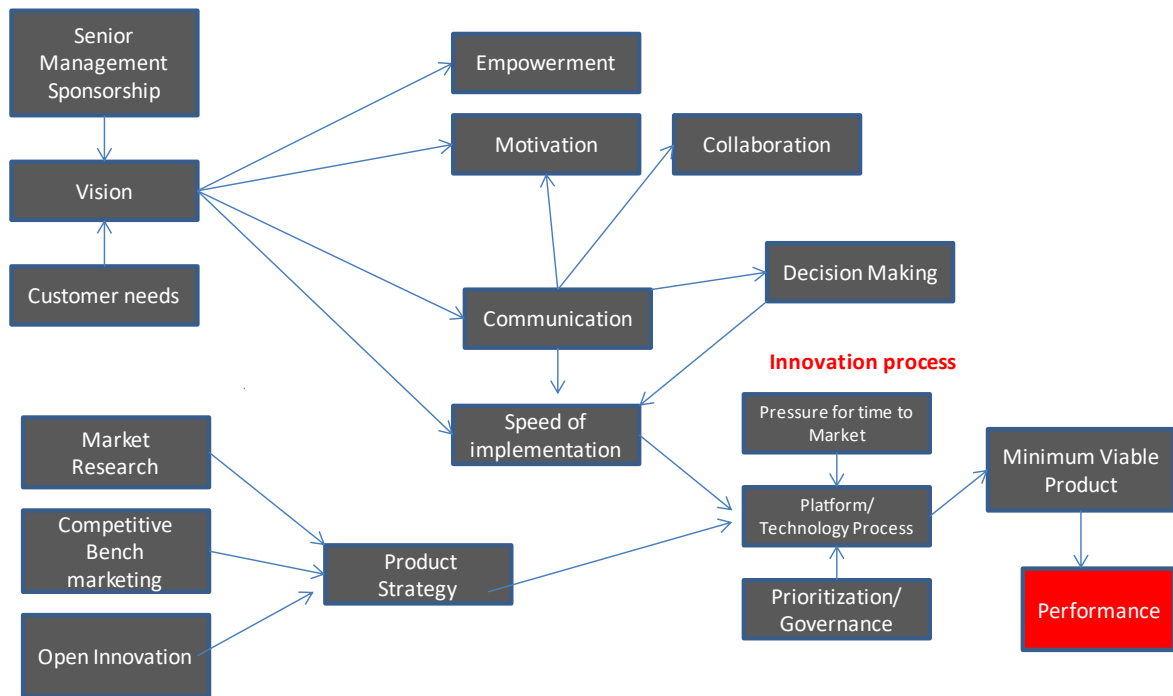 Senior
Management
Sponsorship
Empowerment
Motivation
Collaboration
Vision
Customer needs
Communication
Decision Making
Innovation process
Market
Research
Speed of
implementation
Pressure for time to
Market
Minimum Viable
Product
Competitive
Bench
marketing
Platform/
Technology Process
Product
Strategy
Prioritization/
Governance
Performance
Open Innovation